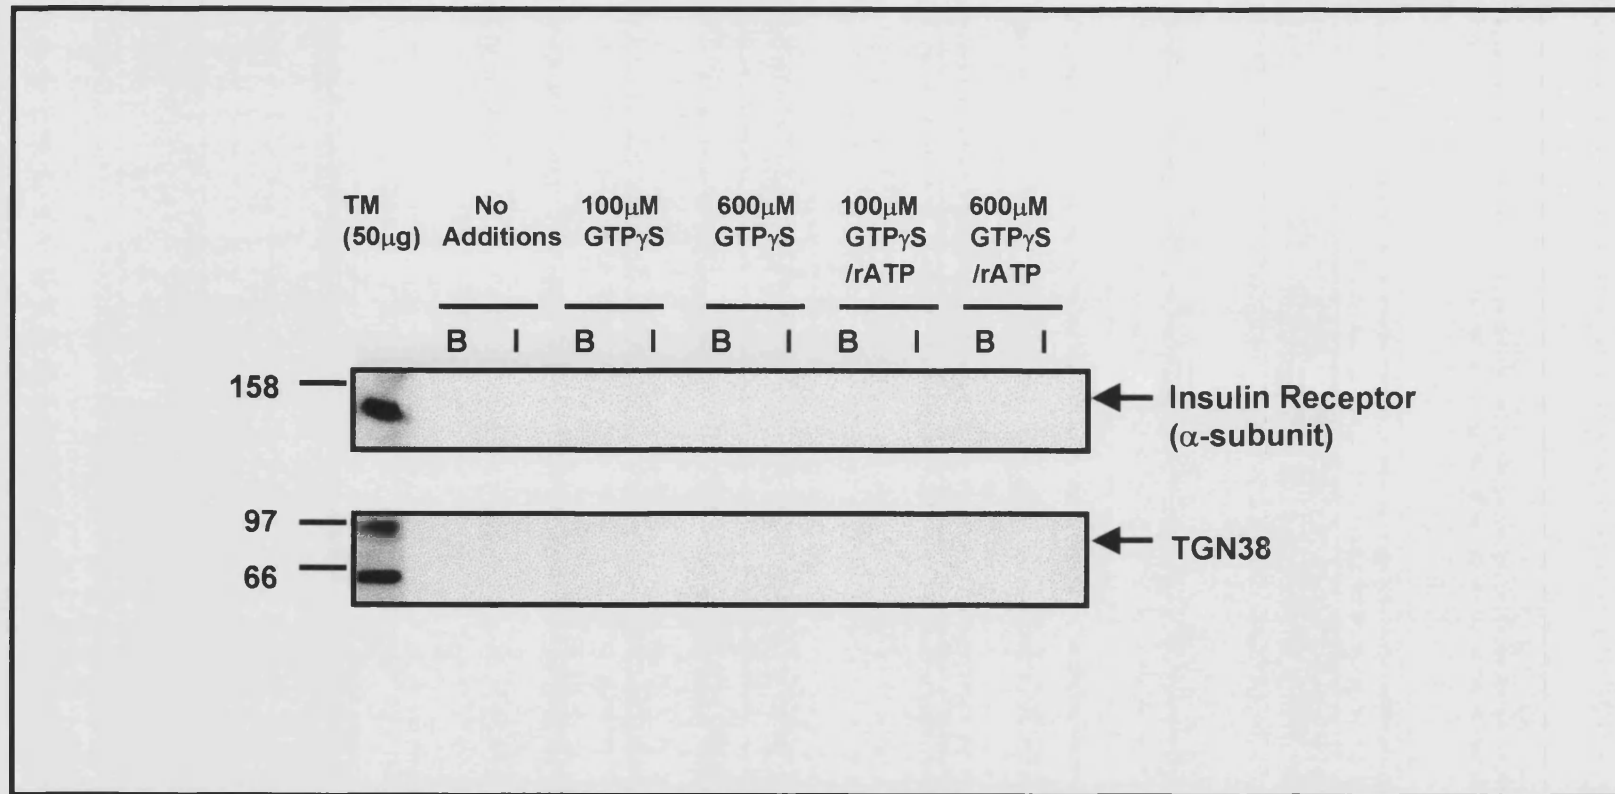 TM No 100μM 600μM 100μM 600μM
(50μg) Additions GTPγS GTPγS GTPγS GTPγS
/rATP /rATP
B I B I B I B I B I
158
Insulin Receptor
(α-subunit)
97
TGN38
66